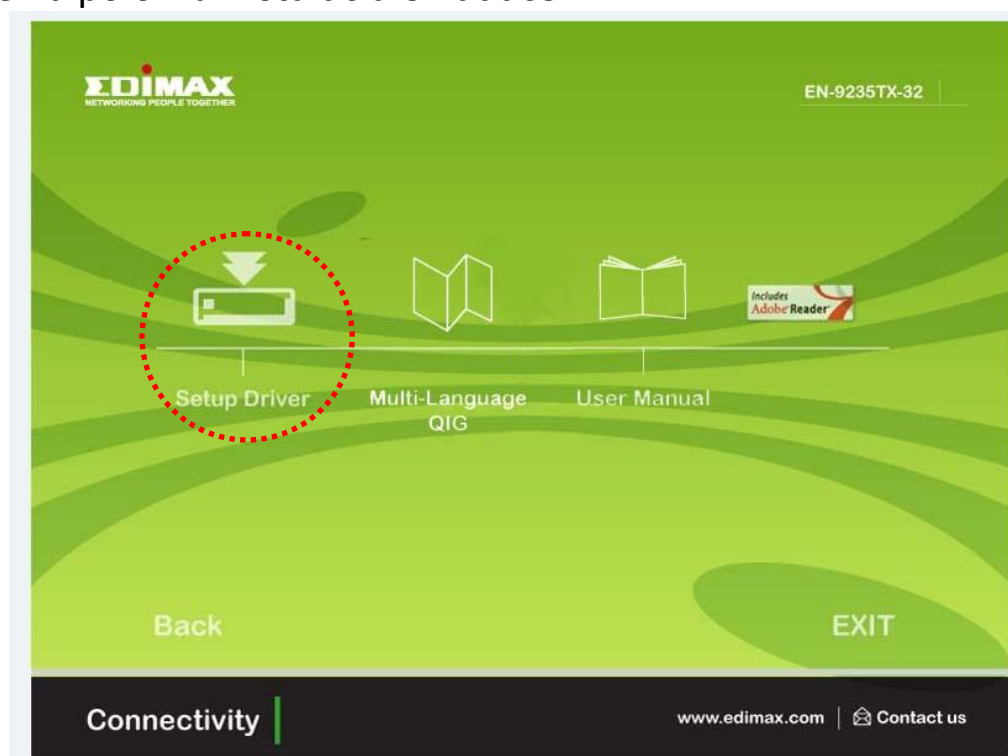 EDIMAX
NETWORKING PEOPLE TOGETHER
EN-9235TX-32
Includes
Adobe Reader
Setup Driver
Multi-Language
QIG
User Manual
Back
EXIT
Connectivity
www.edimax.com
Contact us